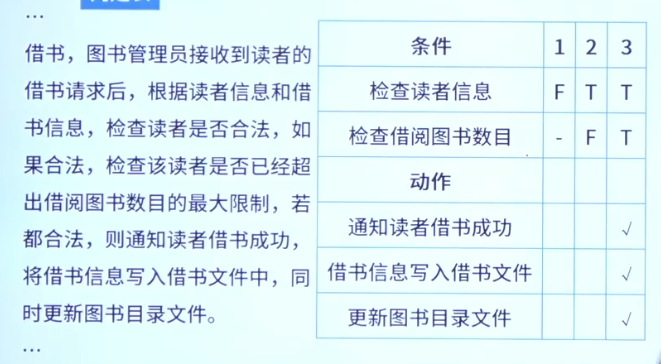 …
借书，图书管理员接收到读者的
借书请求后，根据读者信息和借
书信息，检查读者是否合法，如
果合法，检查该读者是否已经超
出借阅图书数目的最大限制，若
都合法，则通知读者借书成功，
将借书信息写入借书文件中，同
时更新图书目录文件。
…
条件 1 2 3
检查读者信息 F T T
检查借阅图书数目 - F T
动作
通知读者借书成功 √
借书信息写入借书文件 √
更新图书目录文件 √